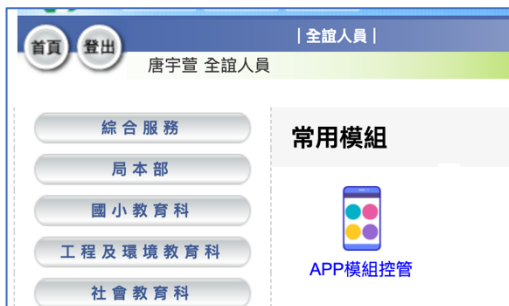 首頁 登出
|全誼人員|
唐宇萱 全誼人員
綜合服務
局本部
國小教育科
工程及環境教育科
社會教育科
常用模組
APP模組控管